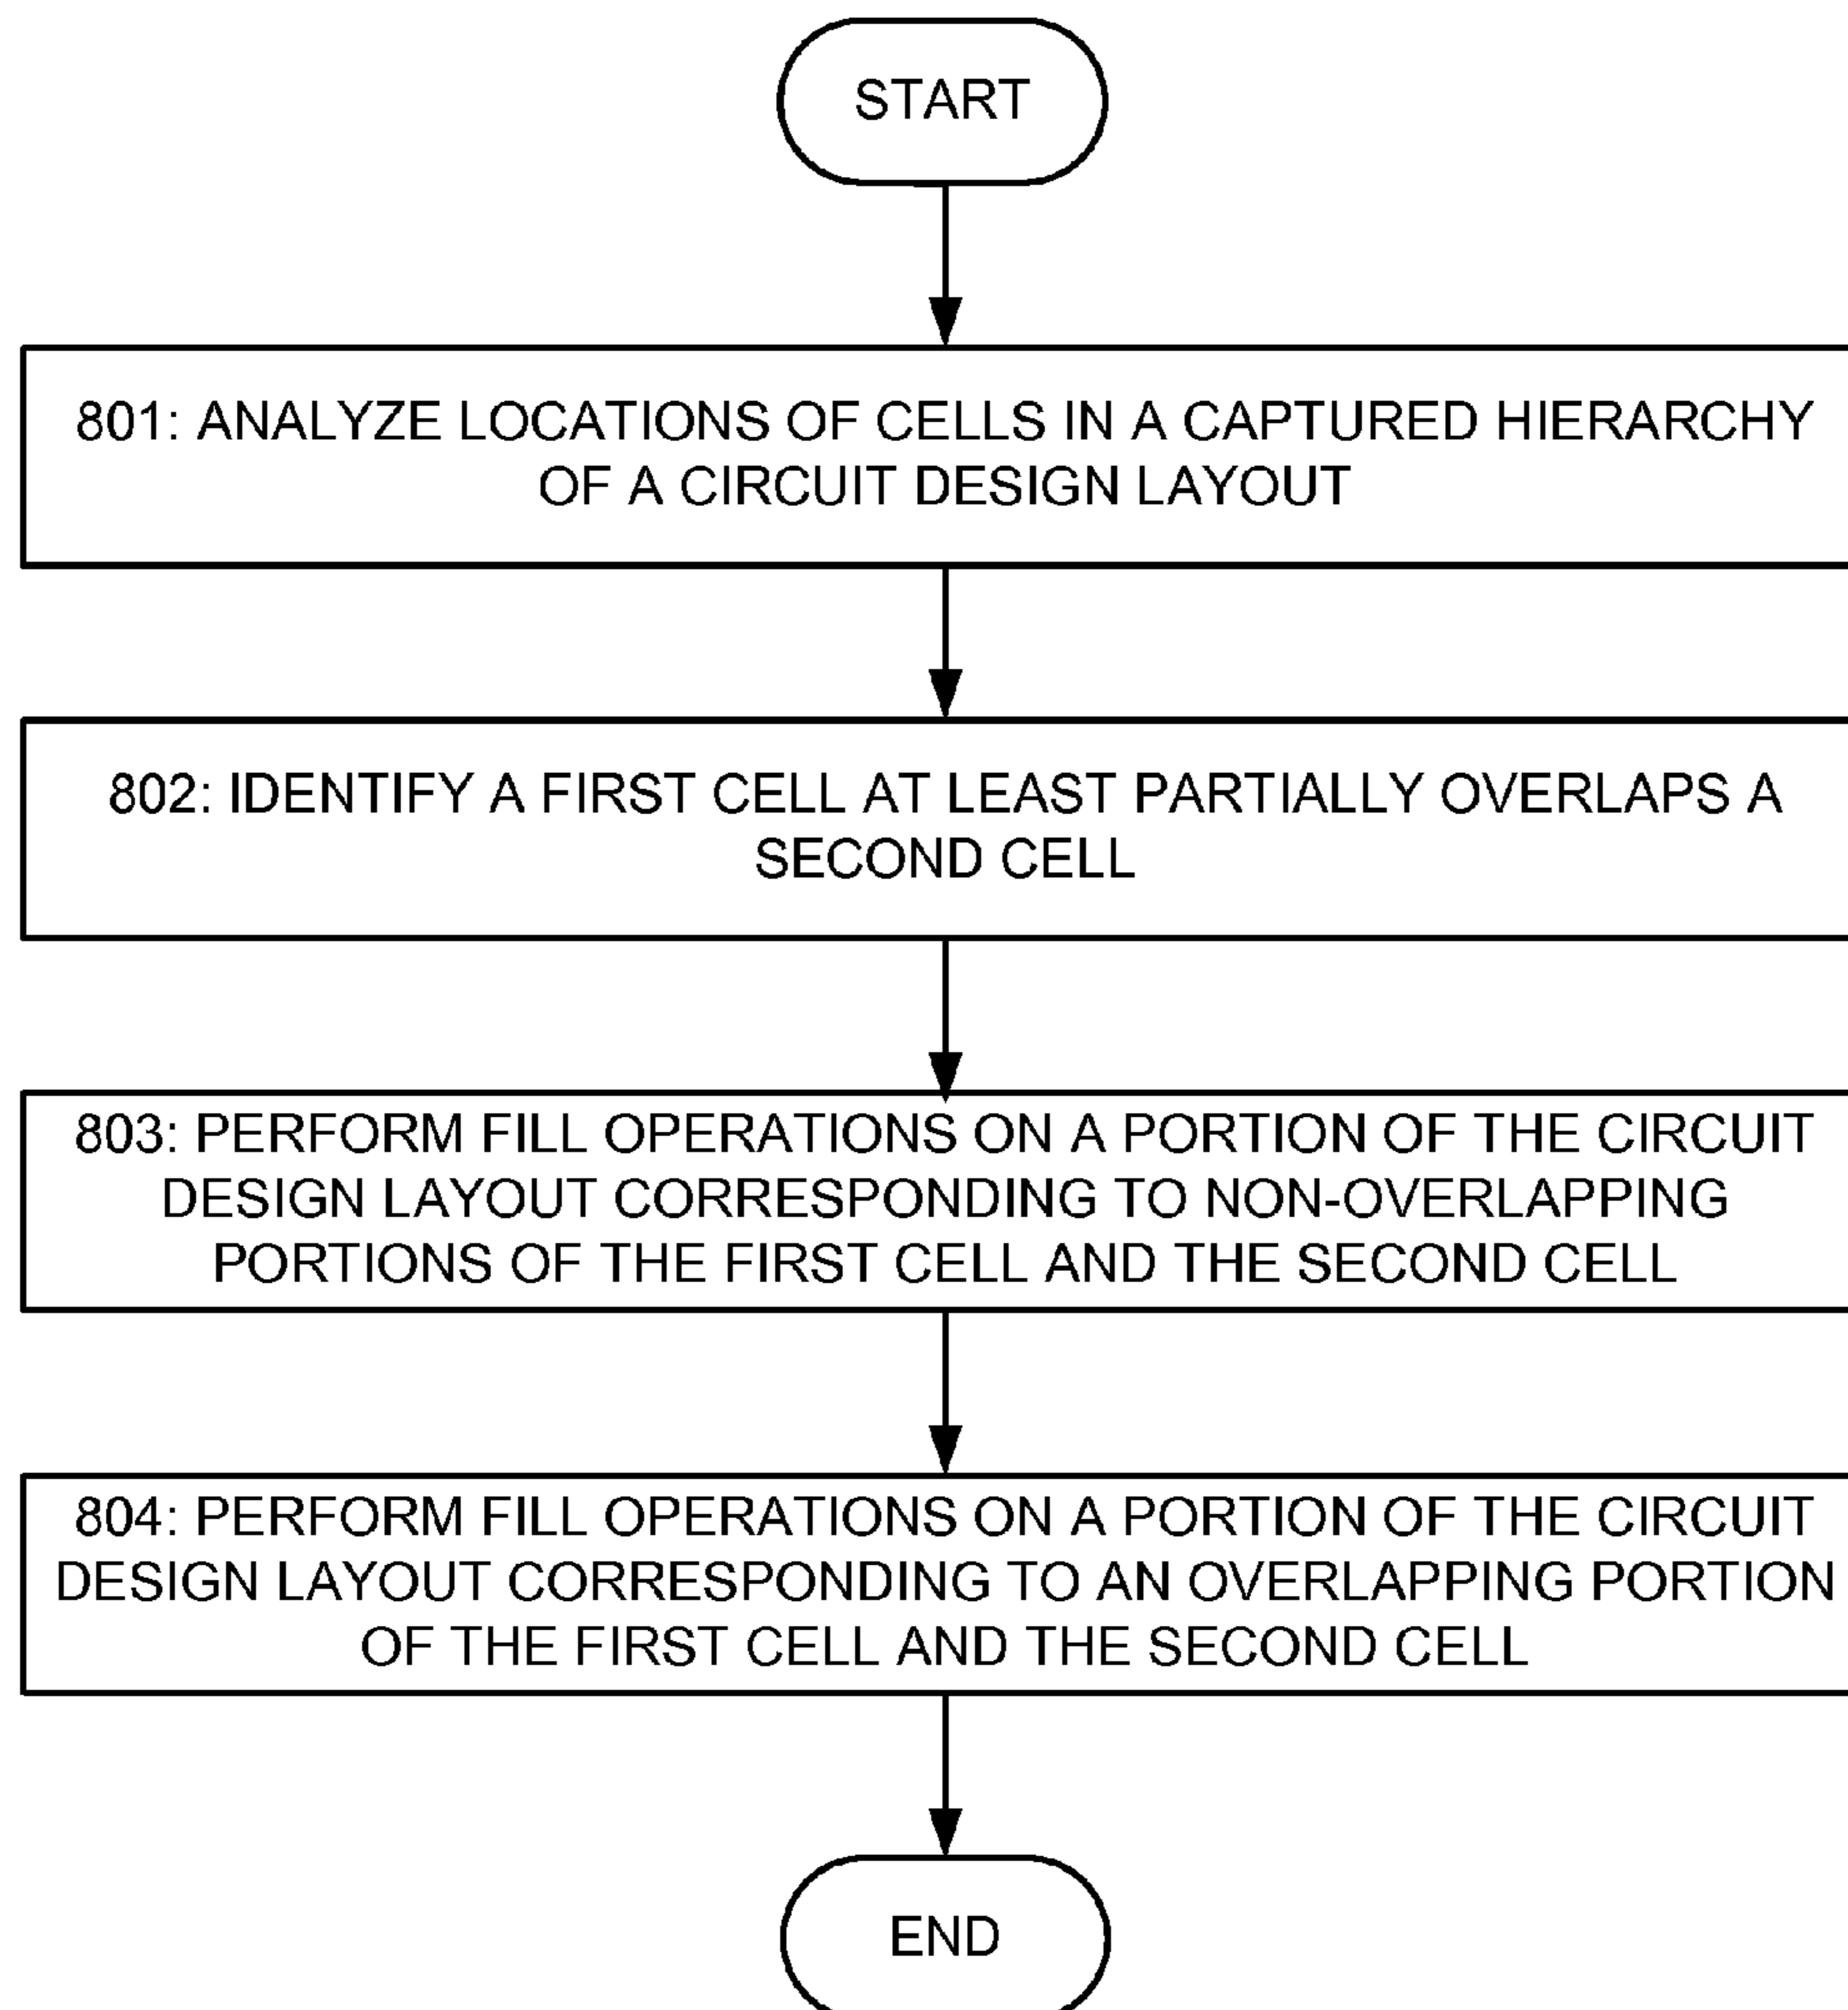 START
801: ANALYZE LOCATIONS OF CELLS IN A CAPTURED HIERARCHY
OF A CIRCUIT DESIGN LAYOUT
802: IDENTIFY A FIRST CELL AT LEAST PARTIALLY OVERLAPS A
SECOND CELL
803: PERFORM FILL OPERATIONS ON A PORTION OF THE CIRCUIT
DESIGN LAYOUT CORRESPONDING TO NON-OVERLAPPING
PORTIONS OF THE FIRST CELL AND THE SECOND CELL
804: PERFORM FILL OPERATIONS ON A PORTION OF THE CIRCUIT
DESIGN LAYOUT CORRESPONDING TO AN OVERLAPPING PORTION
OF THE FIRST CELL AND THE SECOND CELL
END